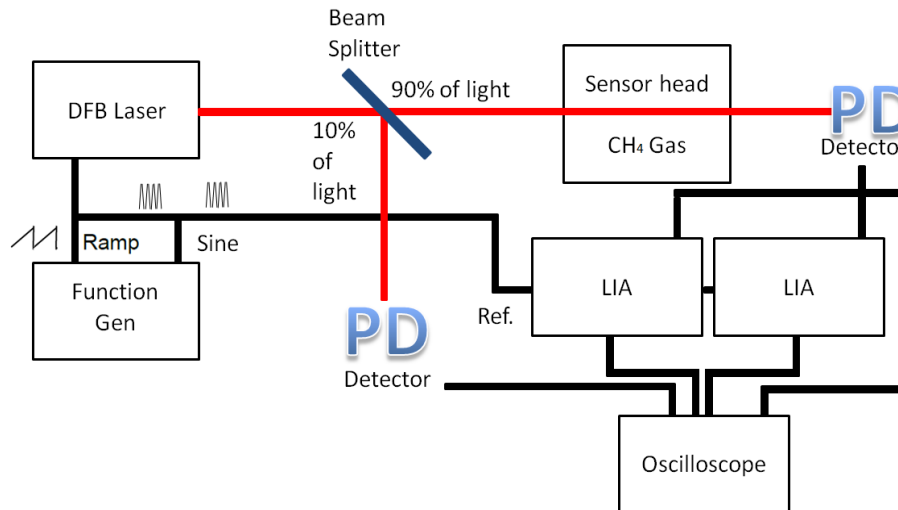 Beam
Splitter
DFB Laser
90% of light
Sensor head
CH₄ Gas
PD
Detecto
10%
of
light
Ramp
Sine
Function
Gen
Ref.
LIA
LIA
PD
Detector
Oscilloscope